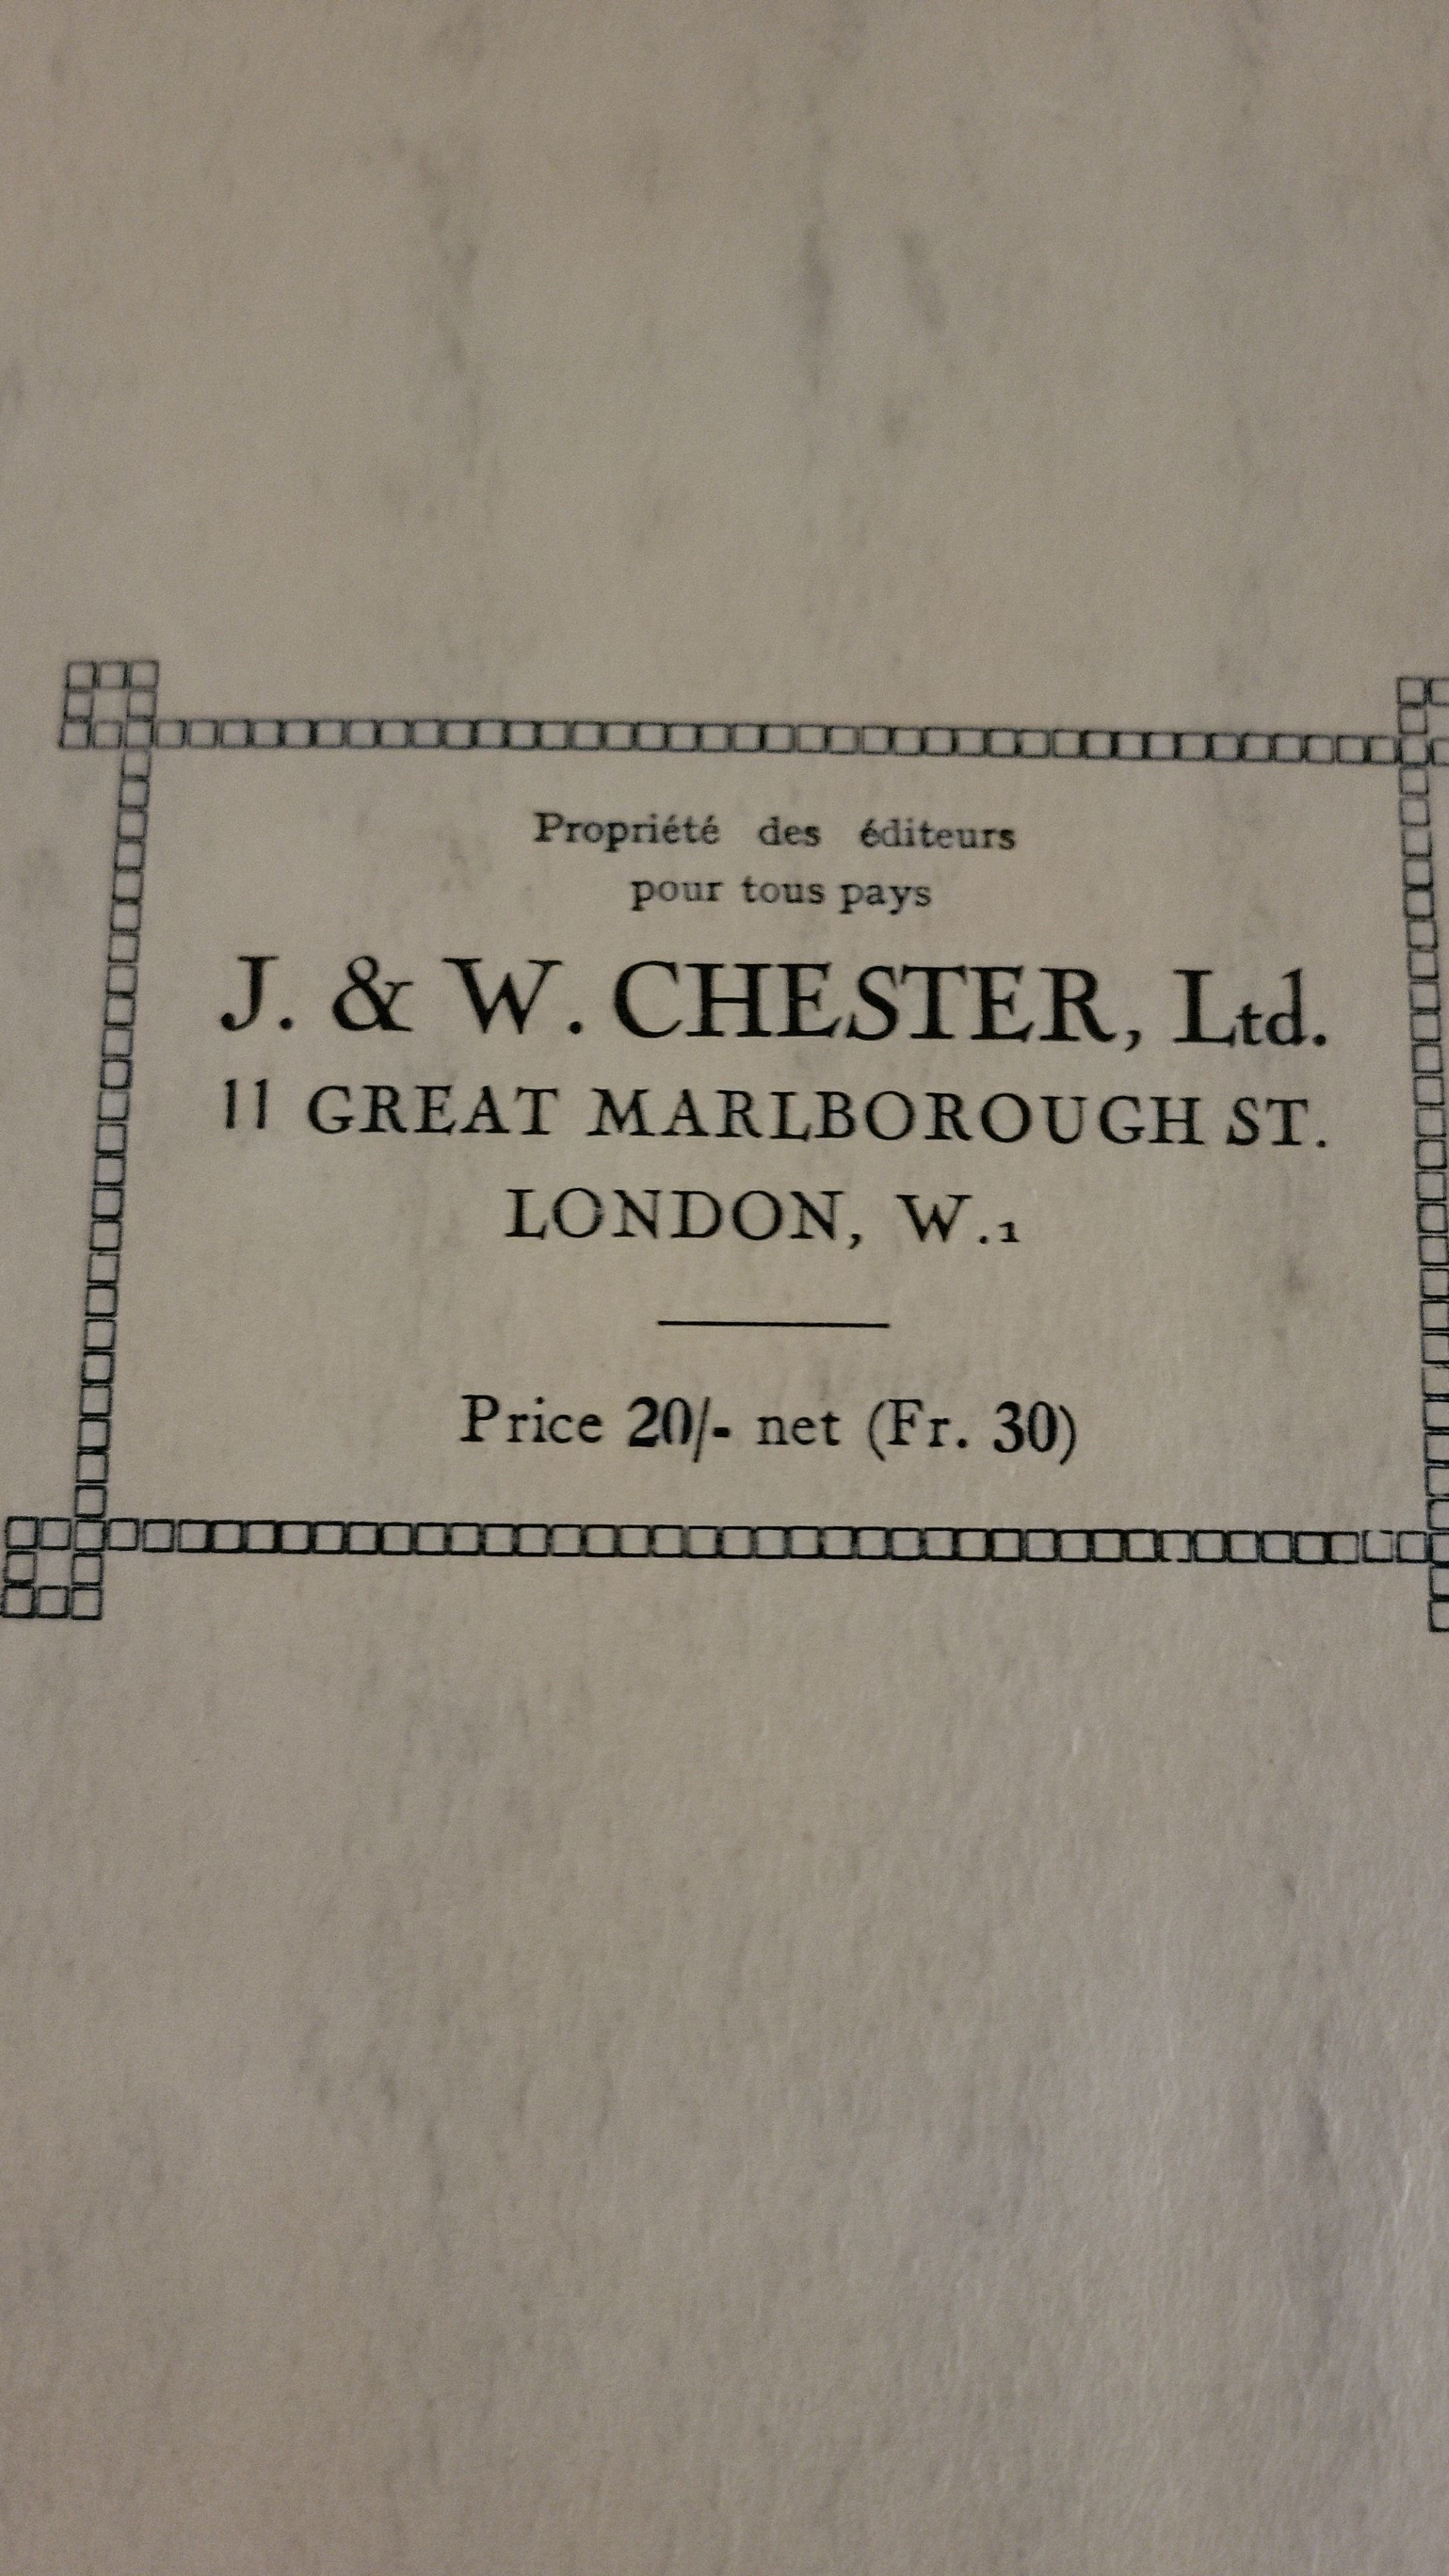 Propriété des éditeurs
pour tous pays
J. & W. CHESTER, Ltd.
11 GREAT MARLBOROUGH ST.
LONDON, W.1
Price 20/- net (Fr. 30)